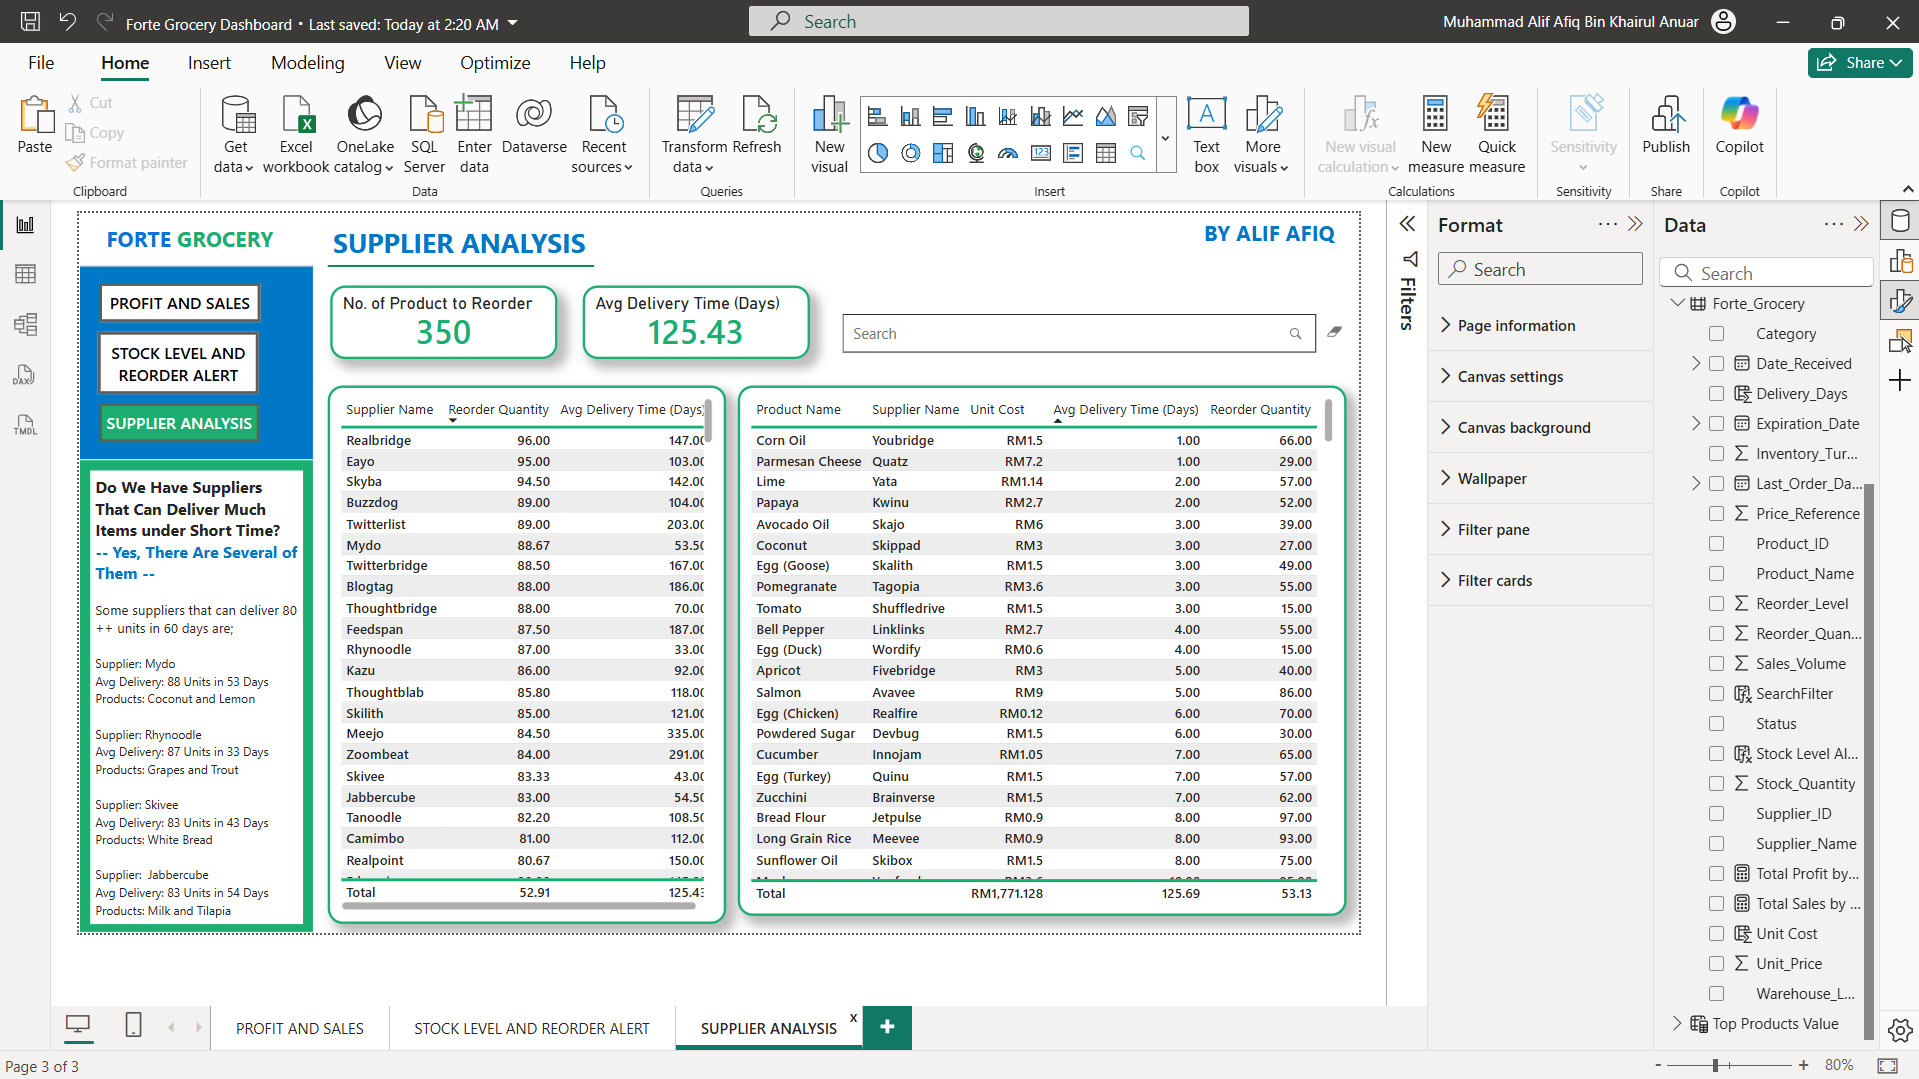 Forte Grocery Dashboard • Last saved: Today at 2:20 AM
Search
Muhammad Alif Afiq Bin Khairul Anuar
File
Home
Insert
Modeling
View
Optimize
Help
Share
Paste
Cut
Copy
Format painter
Clipboard
Get data
Excel workbook
OneLake catalog
SQL Server
Enter data
Dataverse
Recent sources
Data
Transform data
Refresh
Queries
New visual
Text box
More visuals
Insert
New visual calculation
New measure
Quick measure
Calculations
Sensitivity
Sensitivity
Publish
Share
Copilot
Copilot
FORTE GROCERY
SUPPLIER ANALYSIS
BY ALIF AFIQ
PROFIT AND SALES
STOCK LEVEL AND
REORDER ALERT
SUPPLIER ANALYSIS
No. of Product to Reorder
350
Avg Delivery Time (Days)
125.43
Search
Do We Have Suppliers
That Can Deliver Much
Items under Short Time?
-- Yes, There Are Several of
Them --
Some suppliers that can deliver 80
++ units in 60 days are;
Supplier: Mydo
Avg Delivery: 88 Units in 53 Days
Products: Coconut and Lemon
Supplier: Rhynoodle
Avg Delivery: 87 Units in 33 Days
Products: Grapes and Trout
Supplier: Skivee
Avg Delivery: 83 Units in 43 Days
Products: White Bread
Supplier: Jabbercube
Avg Delivery: 83 Units in 54 Days
Products: Milk and Tilapia
Supplier Name Reorder Quantity Avg Delivery Time (Days)
Realbridge 96.00 147.00
Eayo 95.00 103.00
Skyba 94.50 142.00
Buzzdog 89.00 104.00
Twitterlist 89.00 203.00
Mydo 88.67 53.50
Twitterbridge 88.50 167.00
Blogtag 88.00 186.00
Thoughtbridge 88.00 70.00
Feedspan 87.50 187.00
Rhynoodle 87.00 33.00
Kazu 86.00 92.00
Thoughtblab 85.80 118.00
Skilith 85.00 121.00
Meejo 84.50 335.00
Zoombeat 84.00 291.00
Skivee 83.33 43.00
Jabbercube 83.00 54.50
Tanoodle 82.20 108.50
Camimbo 81.00 112.00
Realpoint 80.67 150.00
Total 52.91 125.43
Product Name Supplier Name Unit Cost Avg Delivery Time (Days) Reorder Quantity
Corn Oil Youbridge RM1.5 1.00 66.00
Parmesan Cheese Quatz RM7.2 1.00 29.00
Lime Yata RM1.14 2.00 57.00
Papaya Kwinu RM2.7 2.00 52.00
Avocado Oil Skajo RM6 3.00 39.00
Coconut Skippad RM3 3.00 27.00
Egg (Goose) Skalith RM1.5 3.00 49.00
Pomegranate Tagopia RM3.6 3.00 55.00
Tomato Shuffledrive RM1.5 3.00 15.00
Bell Pepper Linklinks RM2.7 4.00 55.00
Egg (Duck) Wordify RM0.6 4.00 15.00
Apricot Fivebridge RM3 5.00 40.00
Salmon Avavee RM9 5.00 86.00
Egg (Chicken) Realfire RM0.12 6.00 70.00
Powdered Sugar Devbug RM1.5 6.00 30.00
Cucumber Innojam RM1.05 7.00 65.00
Egg (Turkey) Quinu RM1.5 7.00 57.00
Zucchini Brainverse RM1.5 7.00 62.00
Bread Flour Jetpulse RM0.9 8.00 97.00
Long Grain Rice Meevee RM0.9 8.00 93.00
Sunflower Oil Skibox RM1.5 8.00 75.00
Total RM1,771.128 125.69 53.13
Filters
Format
Search
Page information
Canvas settings
Canvas background
Wallpaper
Filter pane
Filter cards
Data
Search
Forte_Grocery
Category
Date_Received
Delivery_Days
Expiration_Date
Inventory_Tur...
Last_Order_Da...
Price_Reference
Product_ID
Product_Name
Reorder_Level
Reorder_Quan...
Sales_Volume
SearchFilter
Status
Stock Level Al...
Stock_Quantity
Supplier_ID
Supplier_Name
Total Profit by...
Total Sales by ...
Unit Cost
Unit_Price
Warehouse_L...
Top Products Value
DAX
TMDL
PROFIT AND SALES
STOCK LEVEL AND REORDER ALERT
SUPPLIER ANALYSIS
x
Page 3 of 3
- + 80%